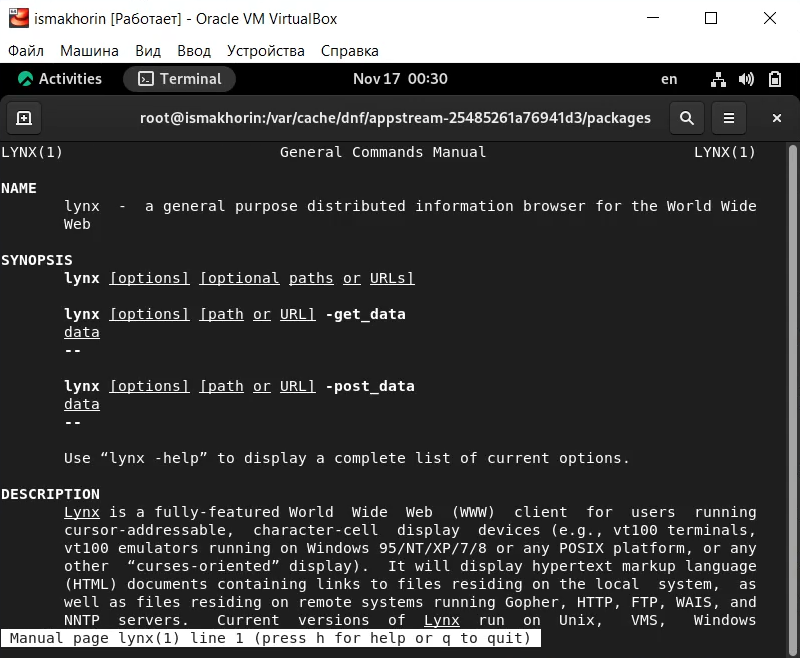 ismakhorin [Работает] - Oracle VM VirtualBox
Файл Машина Вид Ввод Устройства Справка
Activities Terminal Nov 17 00:30 en
root@ismakhorin:/var/cache/dnf/appstream-25485261a76941d3/packages
LYNX(1) General Commands Manual LYNX(1)
NAME
lynx - a general purpose distributed information browser for the World Wide
Web
SYNOPSIS
lynx [options] [optional paths or URLs]
lynx [options] [path or URL] -get_data
data
--
lynx [options] [path or URL] -post_data
data
--
Use “lynx -help” to display a complete list of current options.
DESCRIPTION
Lynx is a fully-featured World Wide Web (WWW) client for users running
cursor-addressable, character-cell display devices (e.g., vt100 terminals,
vt100 emulators running on Windows 95/NT/XP/7/8 or any POSIX platform, or any
other “curses-oriented” display). It will display hypertext markup language
(HTML) documents containing links to files residing on the local system, as
well as files residing on remote systems running Gopher, HTTP, FTP, WAIS, and
NNTP servers. Current versions of Lynx run on Unix, VMS, Windows
Manual page lynx(1) line 1 (press h for help or q to quit)